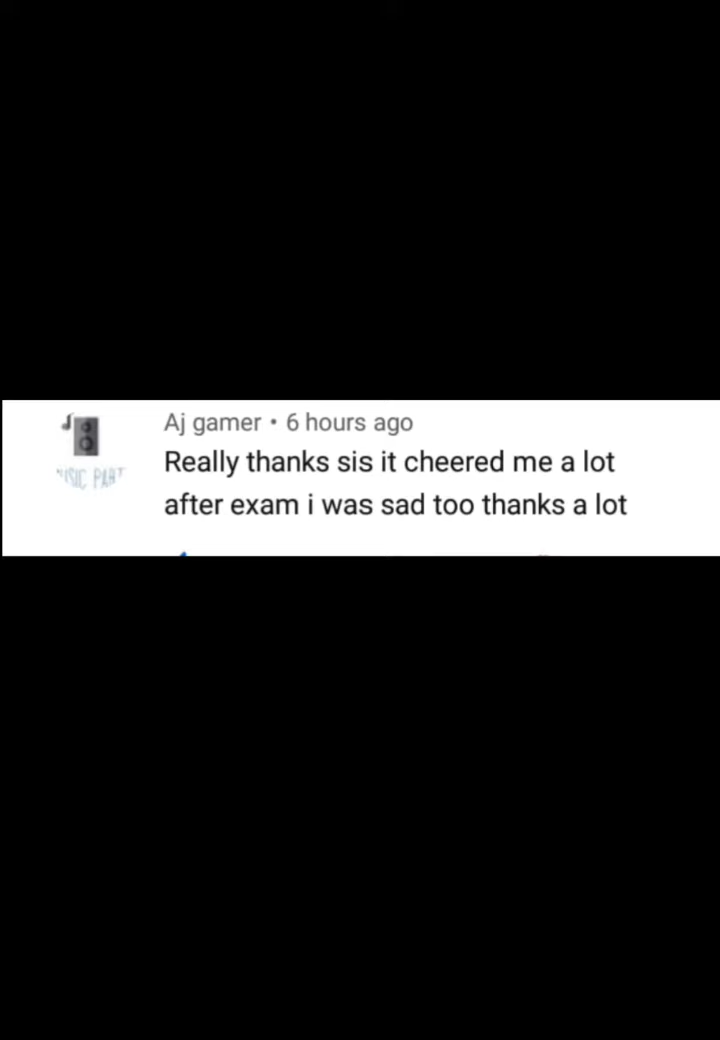 Aj gamer • 6 hours ago
Really thanks sis it cheered me a lot
after exam i was sad too thanks a lot